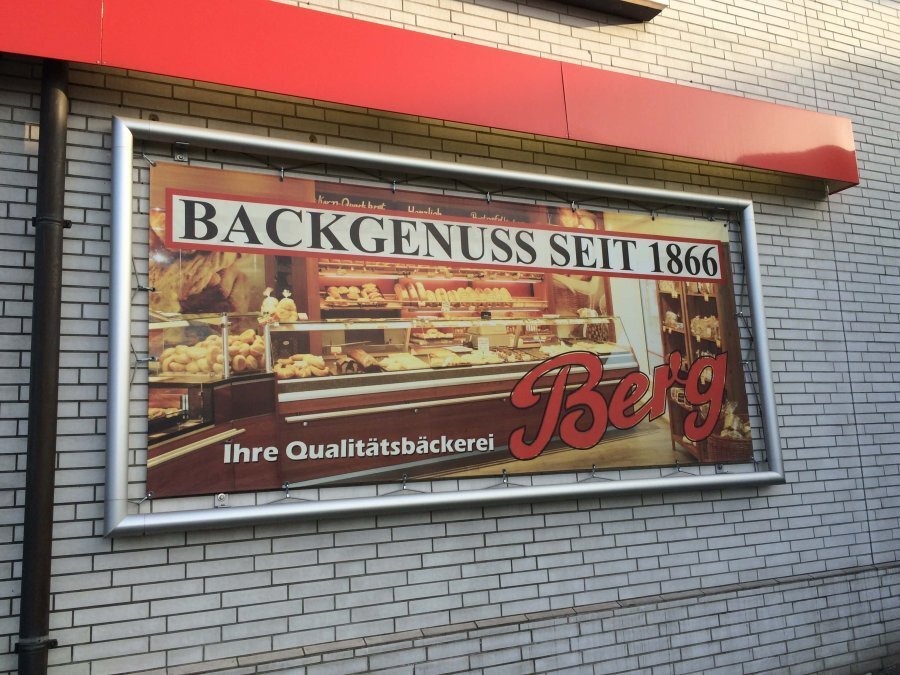 BACKGENUSS SEIT 1866
Ihre Qualitätsbäckerei
Berg